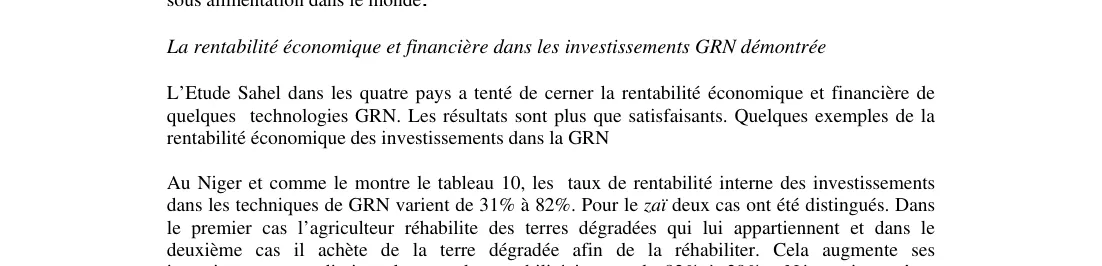 sous alimentation dans le monde.
La rentabilité économique et financière dans les investissements GRN démontrée
L'Etude Sahel dans les quatre pays a tenté de cerner la rentabilité économique et financière de
quelques technologies GRN. Les résultats sont plus que satisfaisants. Quelques exemples de la
rentabilité économique des investissements dans la GRN
Au Niger et comme le montre le tableau 10, les taux de rentabilité interne des investissements
dans les techniques de GRN varient de 31% à 82%. Pour le zaï deux cas ont été distingués. Dans
le premier cas l'agriculteur réhabilite des terres dégradées qui lui appartiennent et dans le
deuxième cas il achète de la terre dégradée afin de la réhabiliter. Cela augmente ses